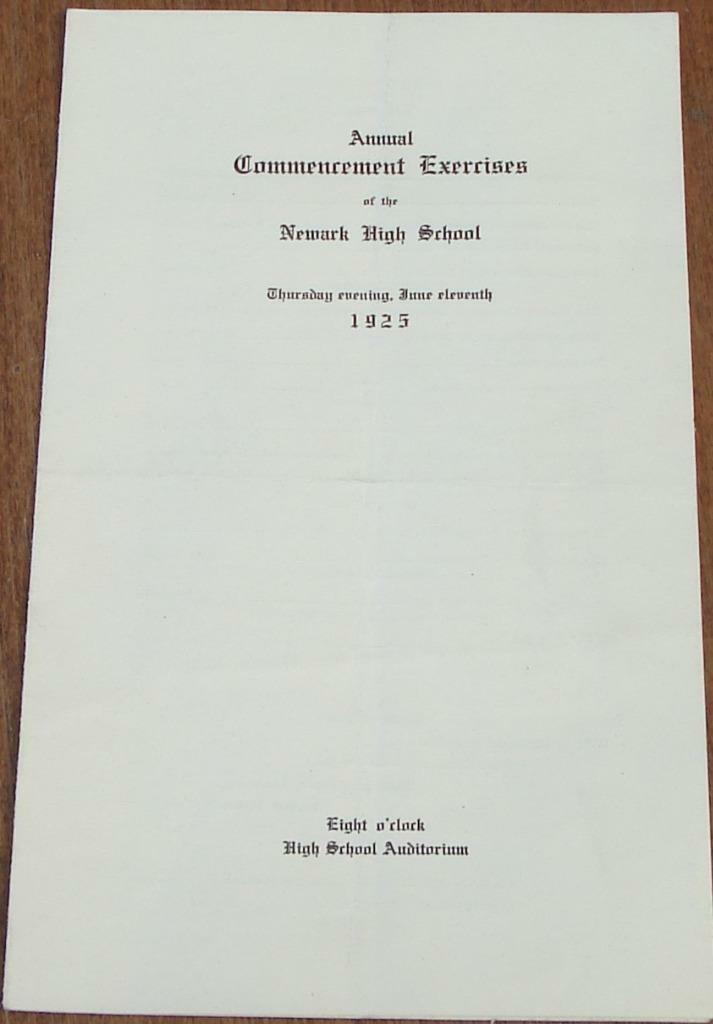 Annual
Commencement Exercises
of the
Newark High School
Thursday evening, June eleventh
1925
Eight o'clock
High School Auditorium